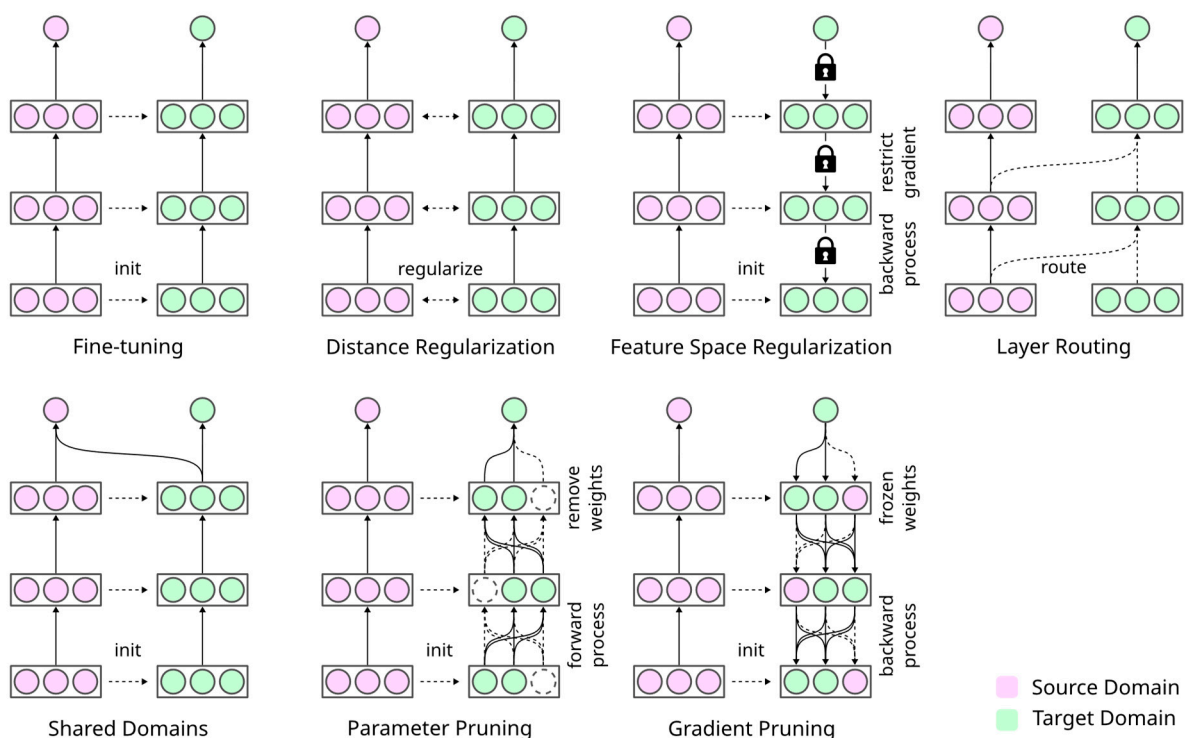 init
Fine-tuning
regularize
Distance Regularization
init
restrict
gradient
backward
process
Feature Space Regularization
route
Layer Routing
init
Shared Domains
init
remove
weights
forward
process
Parameter Pruning
init
frozen
weights
backward
process
Gradient Pruning
Source Domain
Target Domain